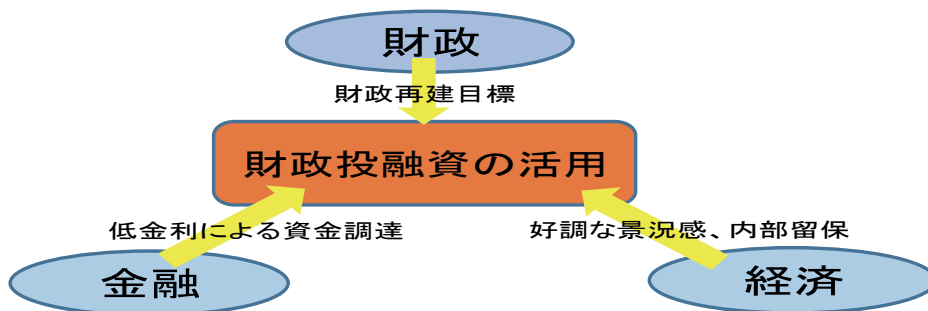 財政
財政再建目標
財政投融資の活用
低金利による資金調達
好調な景況感、内部留保
金融
経済